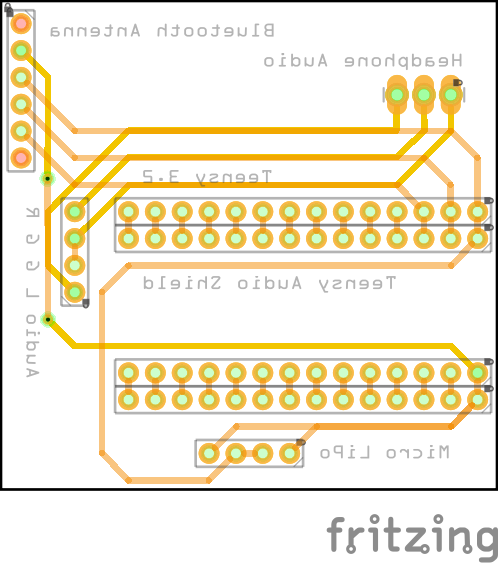 Bluetooth Antenna
Headphone Audio
Teensy 3.2
Teensy Audio Shield
Audio L G G R
Micro LiPo
fritzing